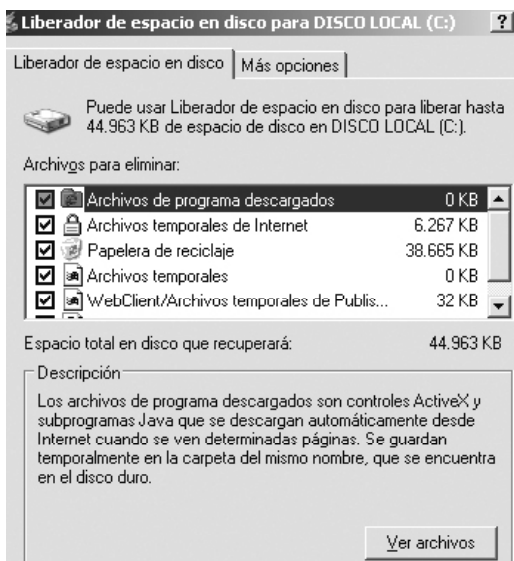 Liberador de espacio en disco para DISCO LOCAL (C:) ?
Liberador de espacio en disco Más opciones
Puede usar Liberador de espacio en disco para liberar hasta
44.963 KB de espacio de disco en DISCO LOCAL (C:).
Archivos para eliminar:
Archivos de programa descargados 0 KB
Archivos temporales de Internet 6.267 KB
Papelera de reciclaje 38.665 KB
Archivos temporales 0 KB
WebClient/Archivos temporales de Publis... 32 KB
Espacio total en disco que recuperará: 44.963 KB
Descripción
Los archivos de programa descargados son controles ActiveX y
subprogramas Java que se descargan automáticamente desde
Internet cuando se ven determinadas páginas. Se guardan
temporalmente en la carpeta del mismo nombre, que se encuentra
en el disco duro.
Ver archivos